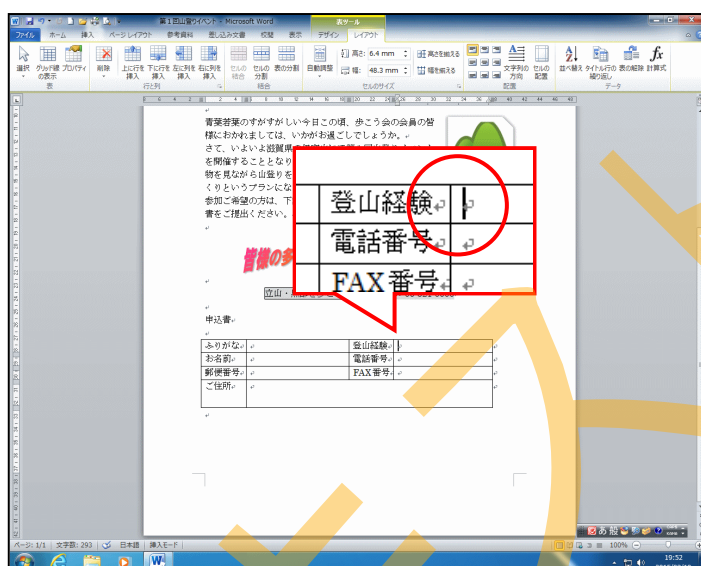 第１回山登りイベント - Microsoft Word
表ツール
ファイル ホーム 挿入 ページ レイアウト 参考資料 差し込み文書 校閲 表示 デザイン レイアウト
選択 グリッド線の表示 プロパティ 削除 上に行を挿入 下に行を挿入 左に列を挿入 右に列を挿入 セルの結合 セルの分割 表の分割 自動調整 高さ: 6.4 mm 高さを揃える 文字列の方向 セルの配置 並べ替え タイトル行の繰り返し 表の解除 計算式
幅: 48.3 mm 幅を揃える
表 行と列 結合 セルのサイズ 配置 データ
青葉若葉のすがすがしい今日この頃、歩こう会の会員の皆
様におかれましては、いかがお過ごしでしょうか。
さて、いよいよ滋賀県
を開催することとなり
物を見ながら山登りを
くりというプランにな
参加ご希望の方は、下
書をご提出ください。
登山経験
電話番号
FAX 番号
皆様の参
立山・
申込書
ふりがな 登山経験
お名前 電話番号
郵便番号 FAX 番号
ご住所
ページ: 1/1 文字数: 293 日本語 挿入モード 100%
あ 般
19:52